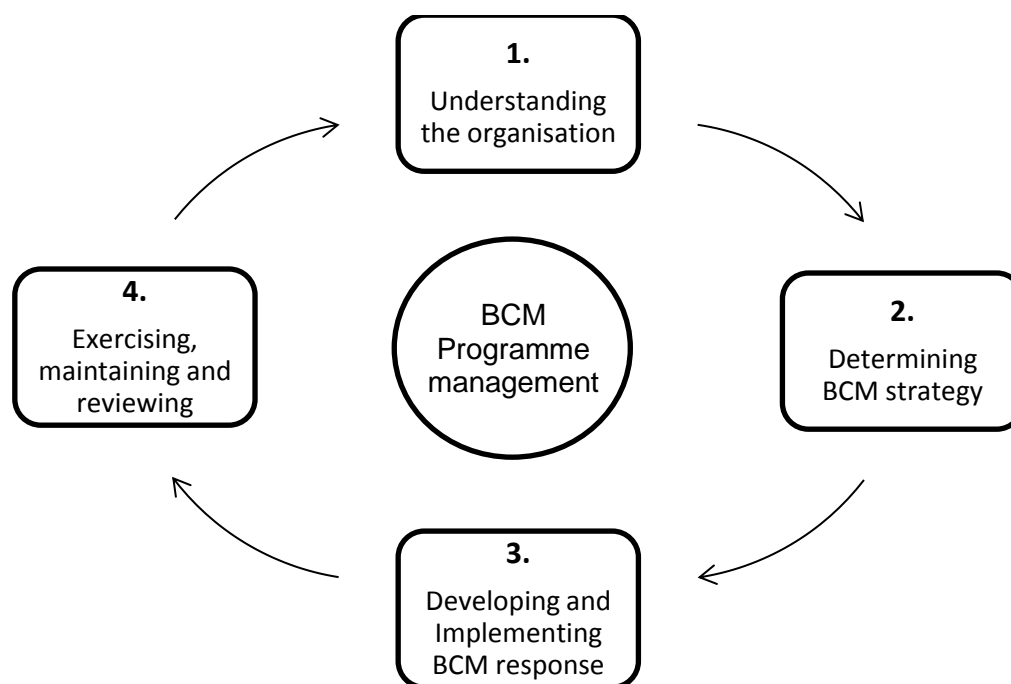 1.
Understanding
the organisation
2.
Determining
BCM strategy
3.
Developing and
Implementing
BCM response
4.
Exercising,
maintaining and
reviewing
BCM
Programme
management